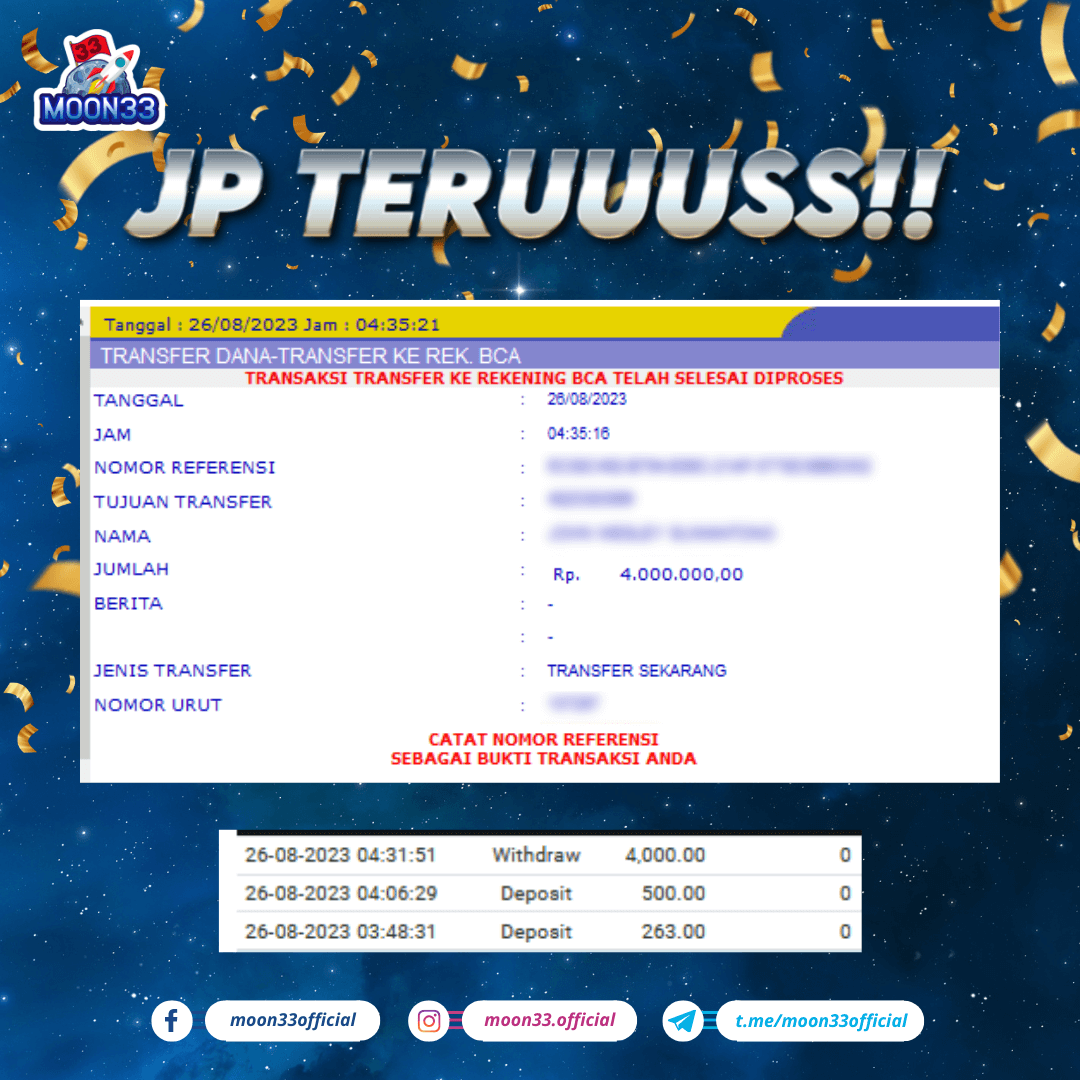 33
MOON33
JP TERUUUSS!!
Tanggal : 26/08/2023 Jam : 04:35:21
TRANSFER DANA-TRANSFER KE REK. BCA
TRANSAKSI TRANSFER KE REKENING BCA TELAH SELESAI DIPROSES
TANGGAL : 26/08/2023
JAM : 04:35:16
NOMOR REFERENSI :
TUJUAN TRANSFER :
NAMA :
JUMLAH : Rp. 4.000.000,00
BERITA : -
: -
JENIS TRANSFER : TRANSFER SEKARANG
NOMOR URUT :
CATAT NOMOR REFERENSI
SEBAGAI BUKTI TRANSAKSI ANDA
26-08-2023 04:31:51 Withdraw 4,000.00 0
26-08-2023 04:06:29 Deposit 500.00 0
26-08-2023 03:48:31 Deposit 263.00 0
moon33official moon33.official t.me/moon33official